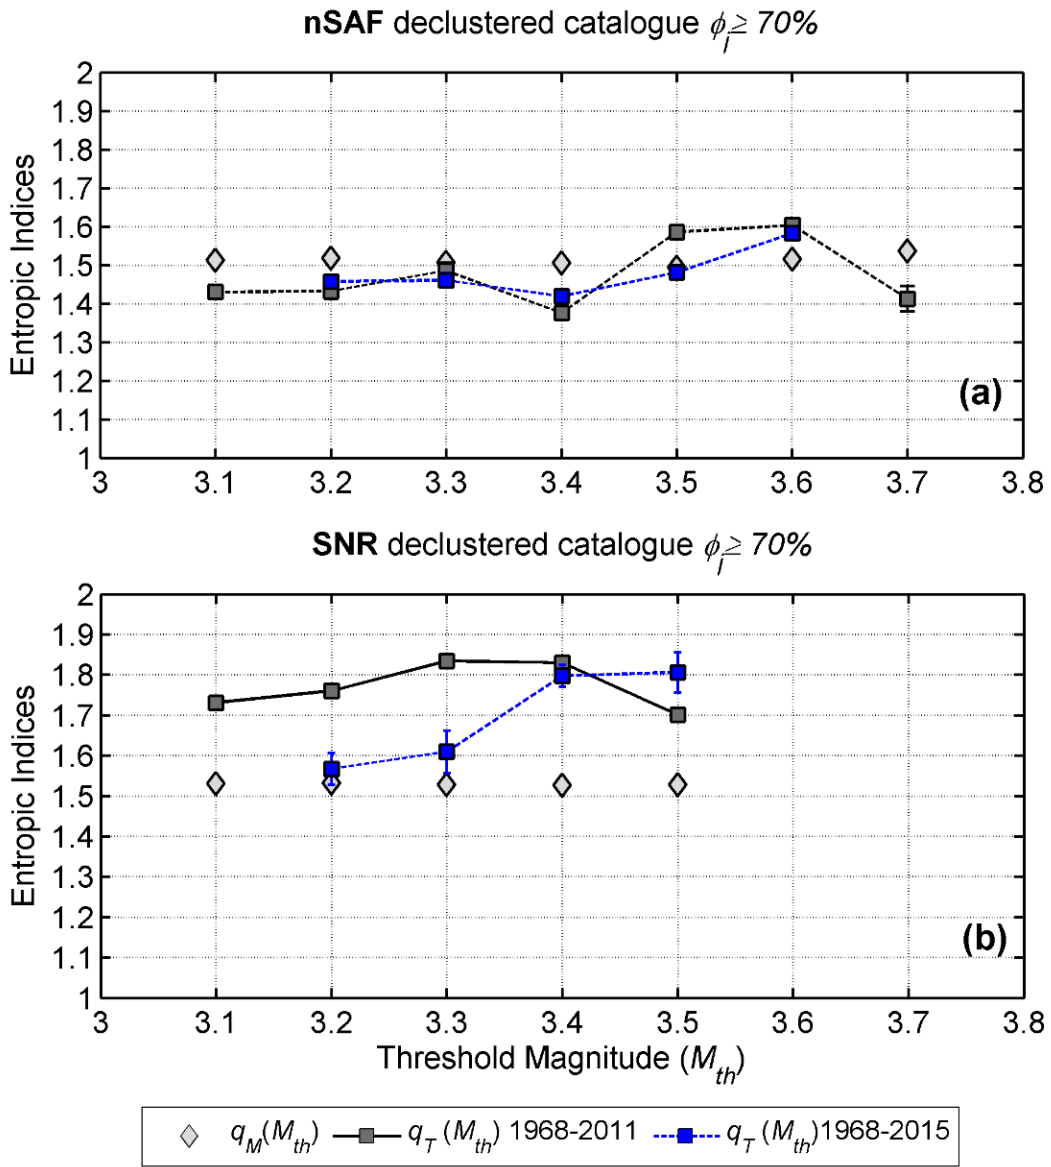 nSAF declustered catalogue ϕj ≥ 70%
2
1.9
1.8
1.7
1.6
1.5
1.4
1.3
1.2
1.1
1
Entropic Indices
(a)
3 3.1 3.2 3.3 3.4 3.5 3.6 3.7 3.8
SNR declustered catalogue ϕj ≥ 70%
2
1.9
1.8
1.7
1.6
1.5
1.4
1.3
1.2
1.1
1
Entropic Indices
(b)
3 3.1 3.2 3.3 3.4 3.5 3.6 3.7 3.8
Threshold Magnitude (Mth)
qM(Mth) qT (Mth) 1968-2011 qT (Mth)1968-2015